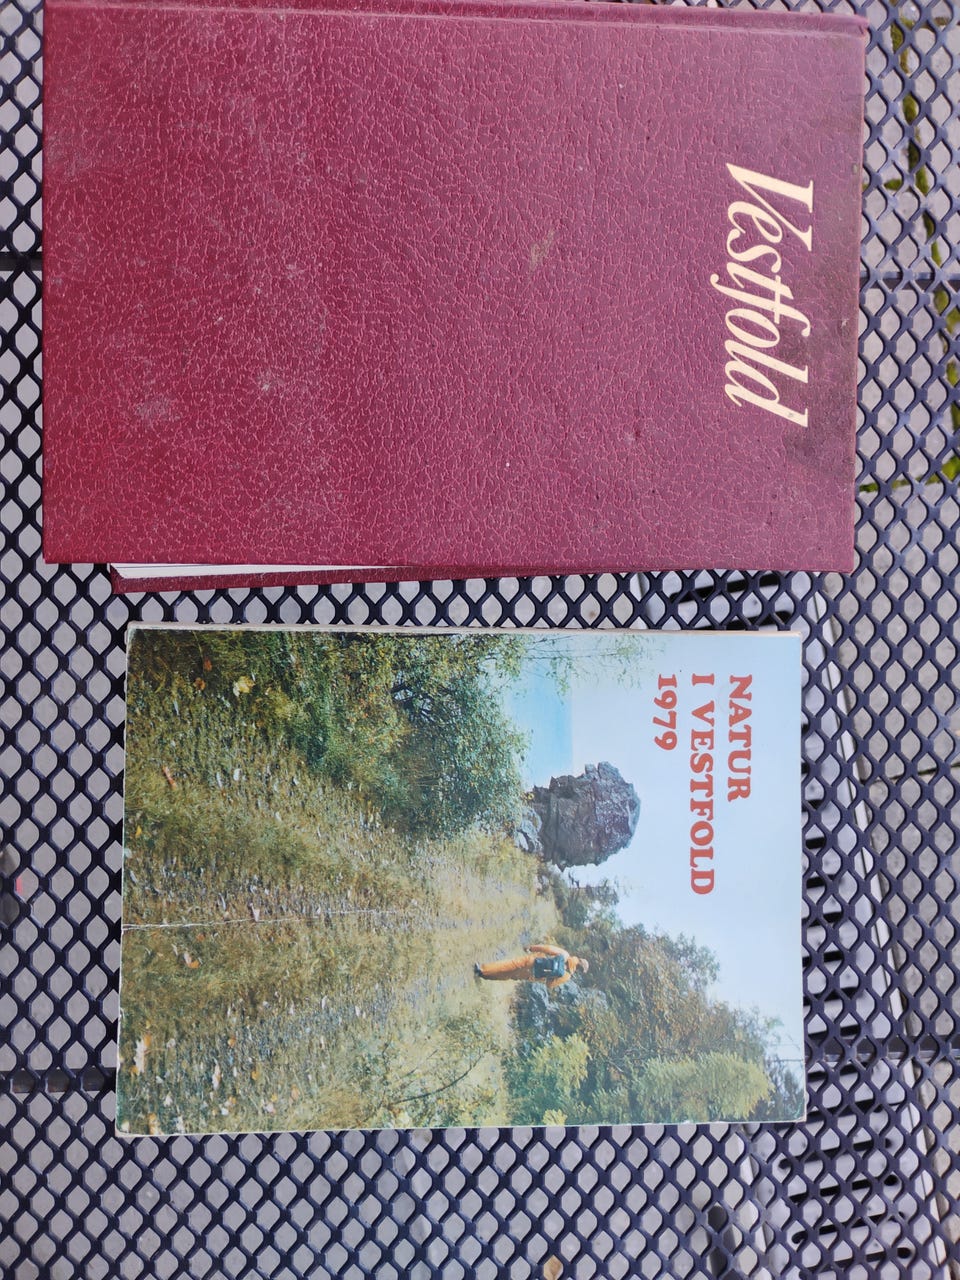 Vestfold
NATUR
I VESTFOLD
1979